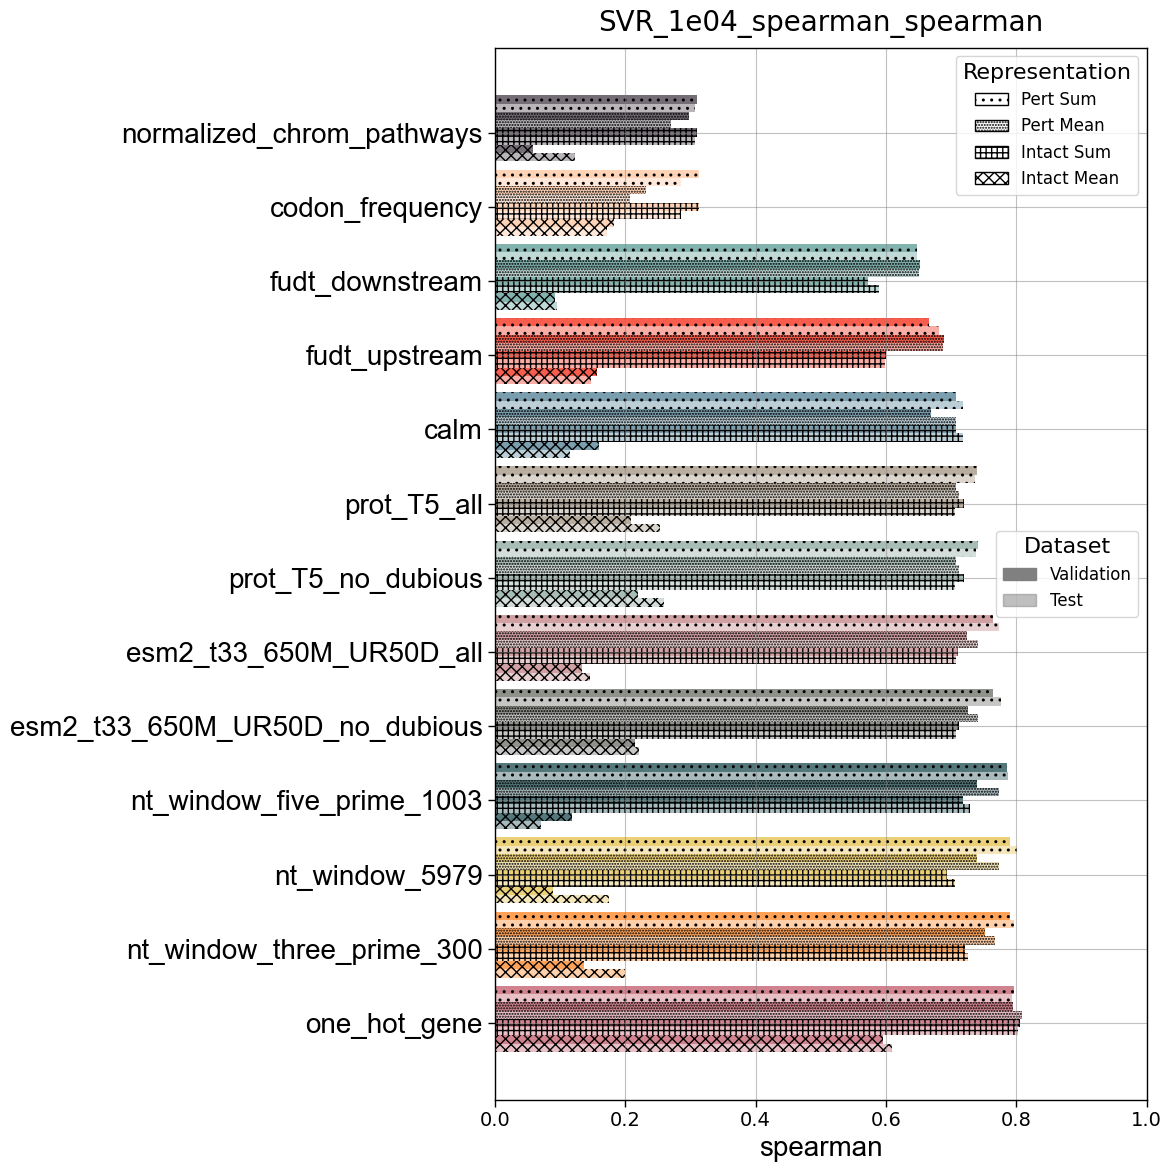 SVR_1e04_spearman_spearman
Representation
Pert Sum
Pert Mean
Intact Sum
Intact Mean
normalized_chrom_pathways
codon_frequency
fudt_downstream
fudt_upstream
calm
prot_T5_all
prot_T5_no_dubious
Dataset
Validation
Test
esm2_t33_650M_UR50D_all
esm2_t33_650M_UR50D_no_dubious
nt_window_five_prime_1003
nt_window_5979
nt_window_three_prime_300
one_hot_gene
0.0 0.2 0.4 0.6 0.8 1.0
spearman